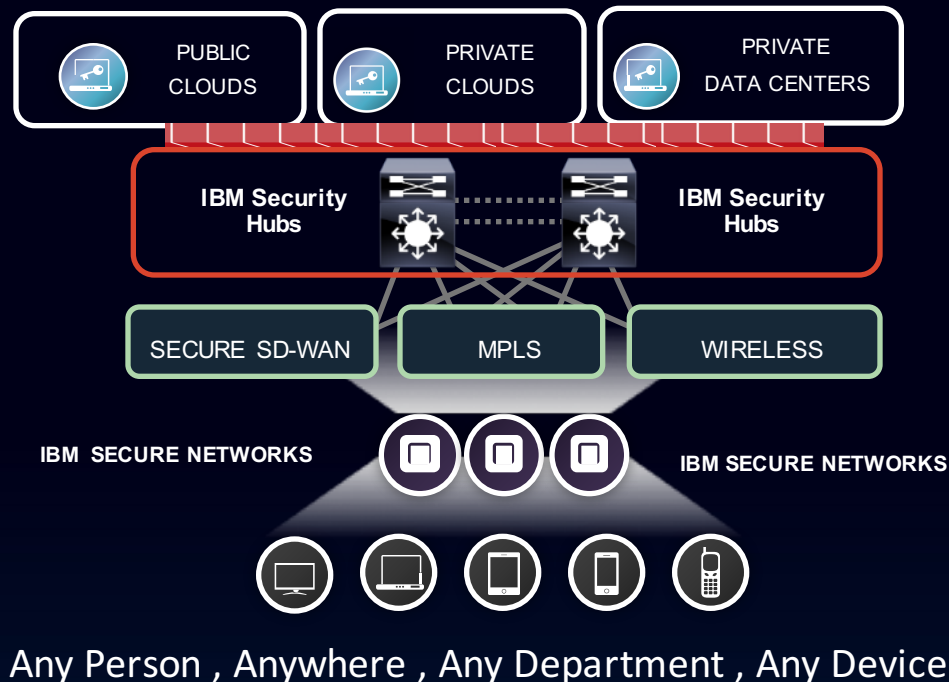 PUBLIC
CLOUDS
PRIVATE
CLOUDS
PRIVATE
DATA CENTERS
IBM Security
Hubs
IBM Security
Hubs
SECURE SD-WAN
MPLS
WIRELESS
IBM SECURE NETWORKS
IBM SECURE NETWORKS
Any Person , Anywhere , Any Department , Any Device